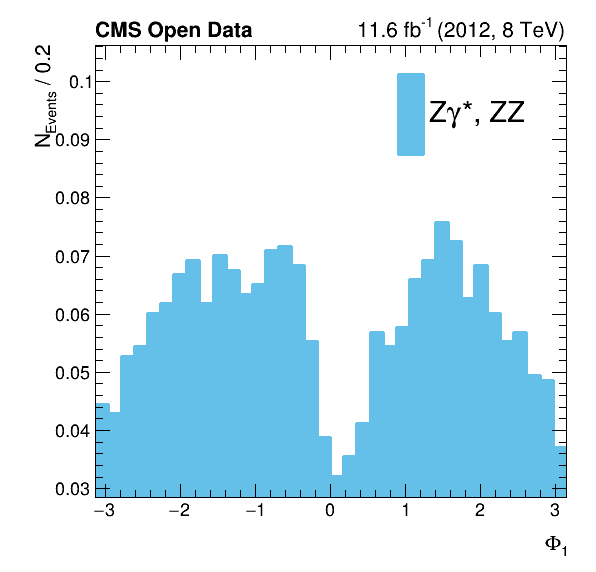 CMS Open Data 11.6 fb⁻¹ (2012, 8 TeV)
N_Events / 0.2
Zγ*, ZZ
0.1
0.09
0.08
0.07
0.06
0.05
0.04
0.03
−3 −2 −1 0 1 2 3
Φ₁